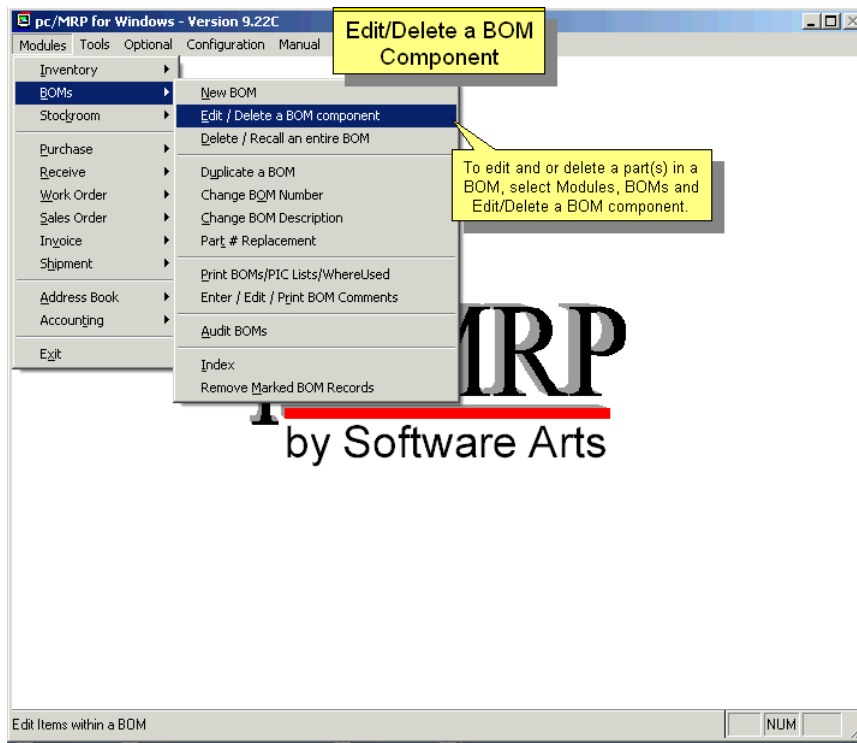 pc/MRP for Windows - Version 9.22C
Modules Tools Optional Configuration Manual
Edit/Delete a BOM
Component
Inventory
BOMs
Stockroom
Purchase
Receive
Work Order
Sales Order
Invoice
Shipment
Address Book
Accounting
Exit
New BOM
Edit / Delete a BOM component
Delete / Recall an entire BOM
Duplicate a BOM
Change BOM Number
Change BOM Description
Part # Replacement
Print BOMs/PIC Lists/WhereUsed
Enter / Edit / Print BOM Comments
Audit BOMs
Index
Remove Marked BOM Records
To edit and or delete a part(s) in a
BOM, select Modules, BOMs and
Edit/Delete a BOM component.
MRP
by Software Arts
Edit Items within a BOM
NUM